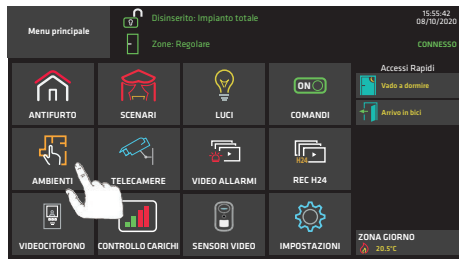 Menu principale
Disinserito: Impianto totale
Zone: Regolare
15:55:42
08/10/2020
CONNESSO
Accessi Rapidi
Vado a dormire
Arrivo in bici
ANTIFURTO
SCENARI
LUCI
ON
COMANDI
AMBIENTI
TELECAMERE
VIDEO ALLARMI
H24
REC H24
VIDEOCITOFONO
CONTROLLO CARICHI
SENSORI VIDEO
IMPOSTAZIONI
ZONA GIORNO
20.5°C